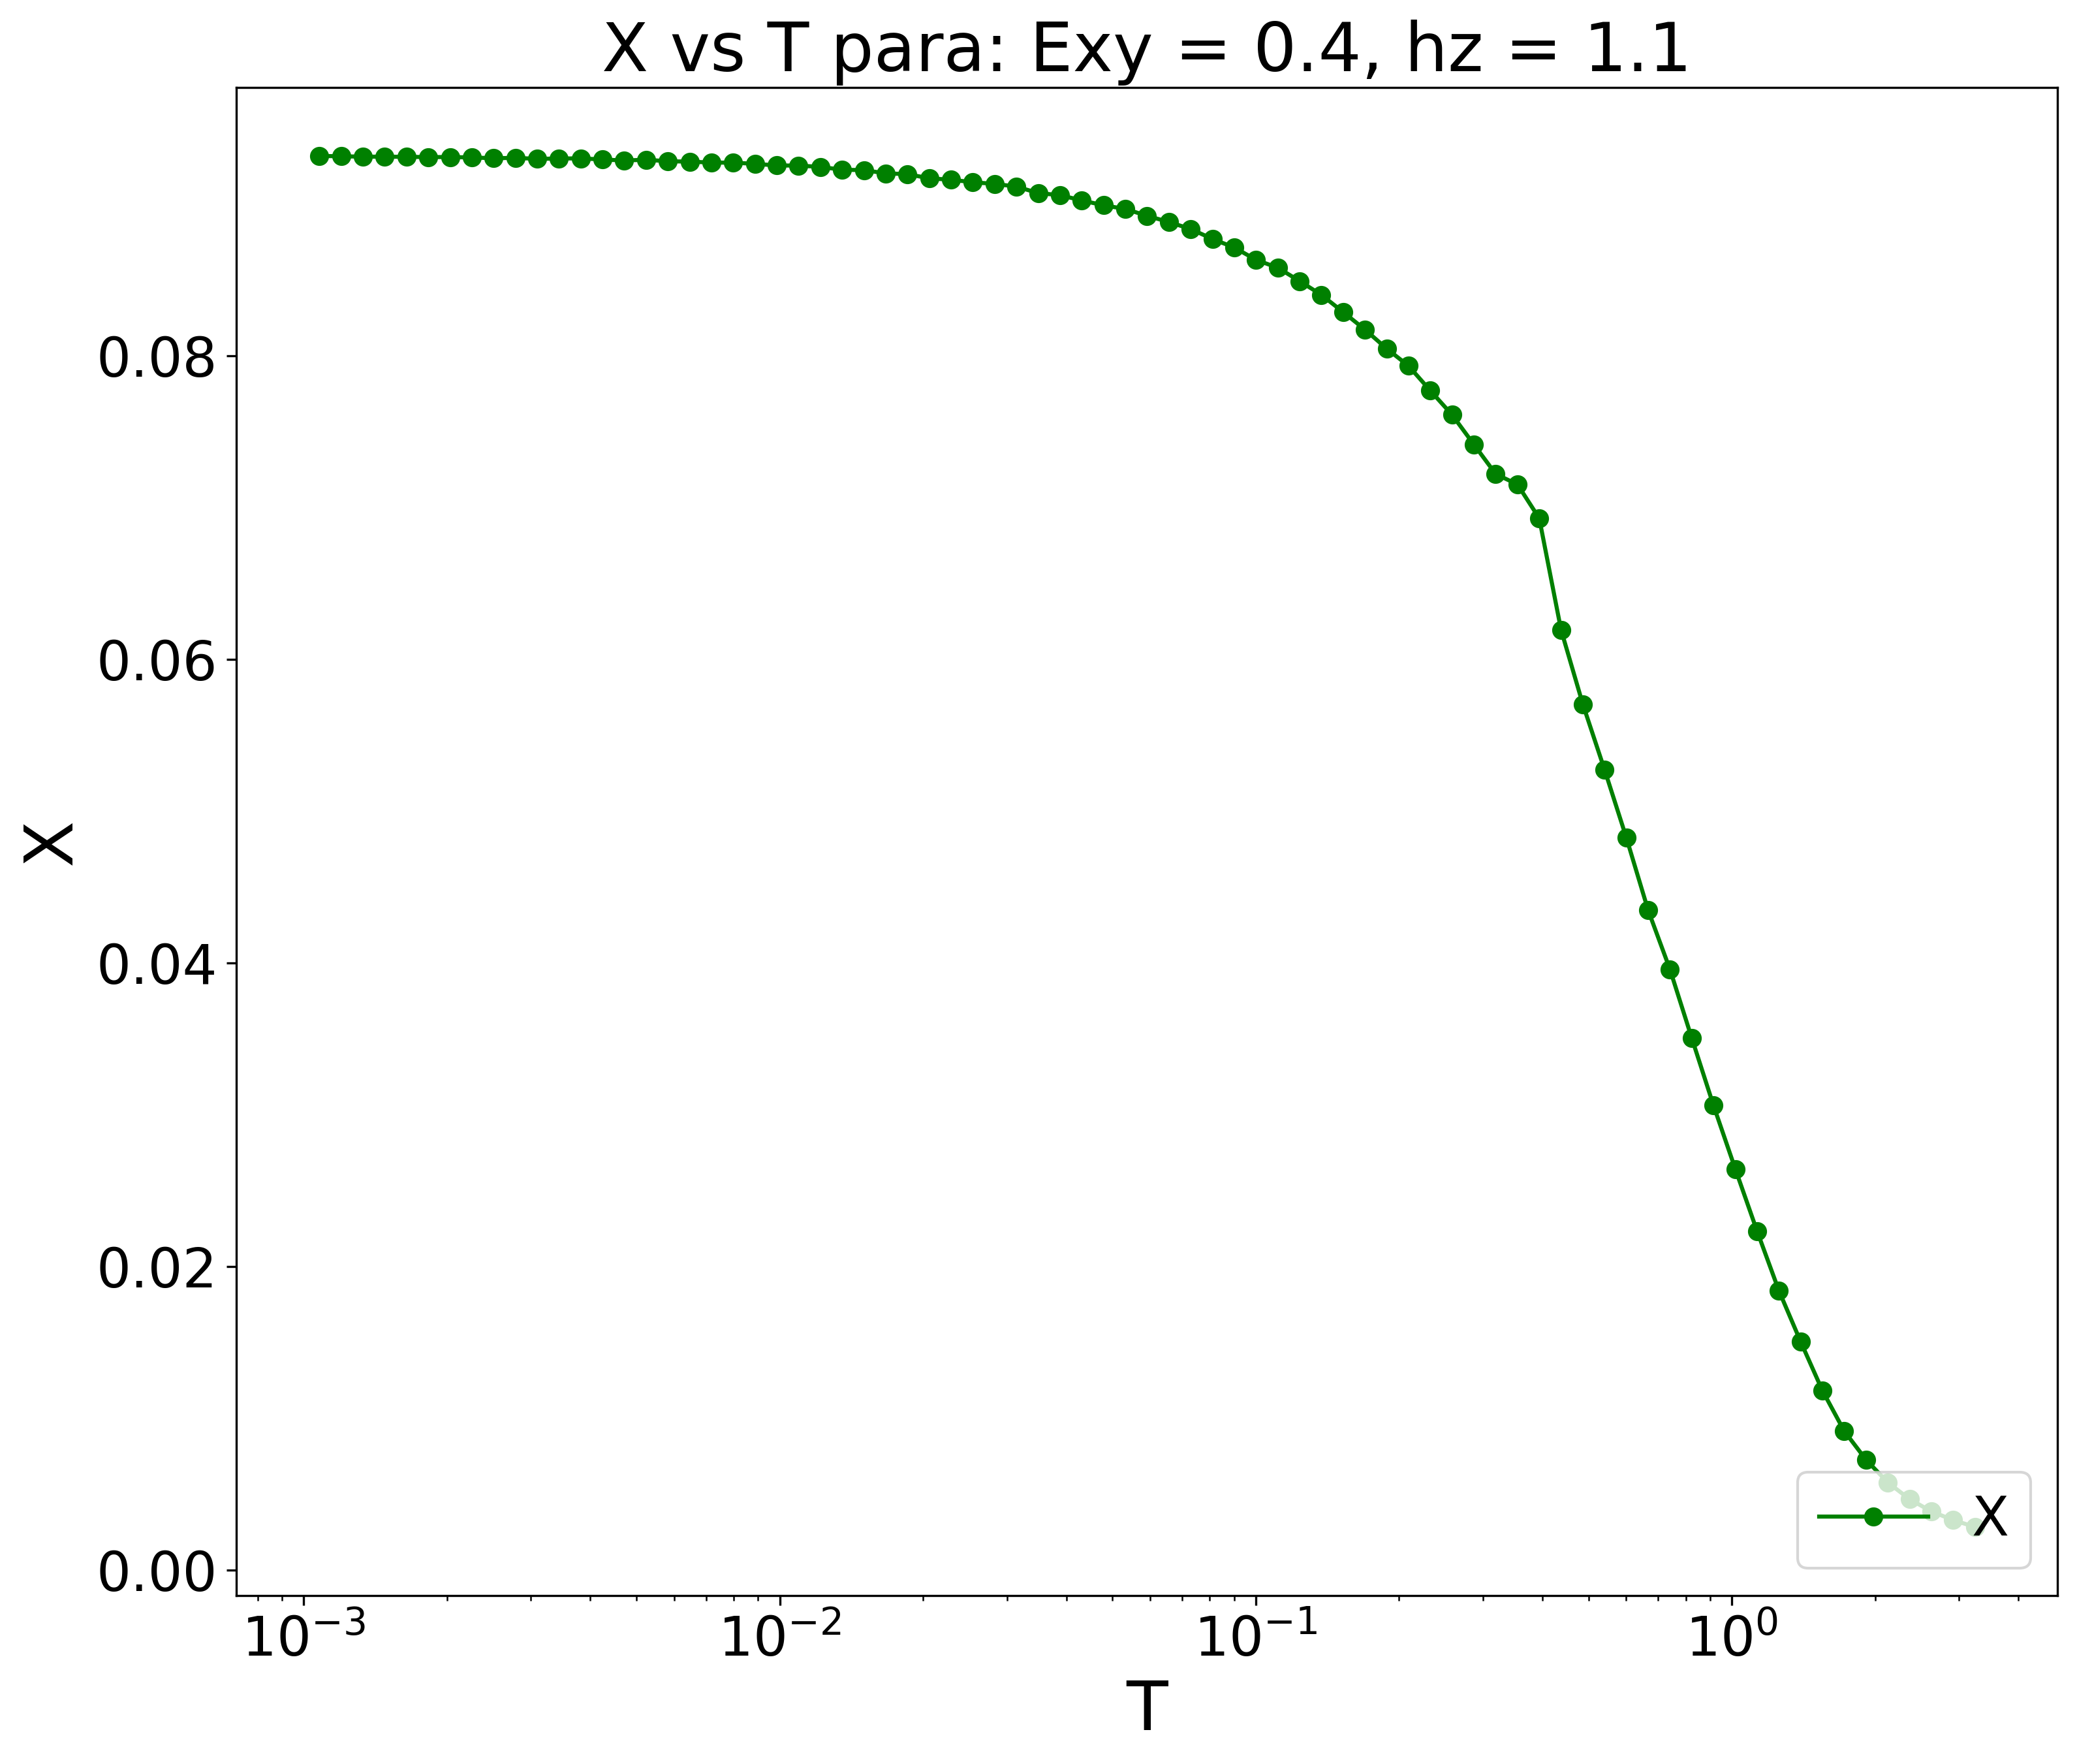 X vs T para: Exy = 0.4, hz = 1.1
X
0.08
0.06
0.04
0.02
0.00
10⁻³ 10⁻² 10⁻¹ 10⁰
T
X